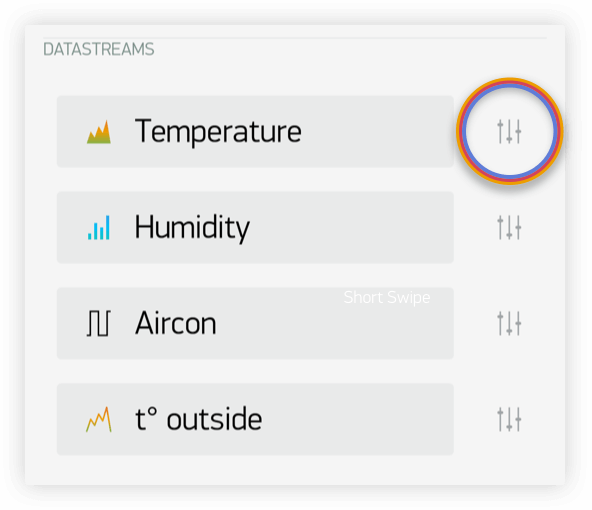 DATASTREAMS
Temperature
Humidity
Short Swipe
Aircon
t° outside